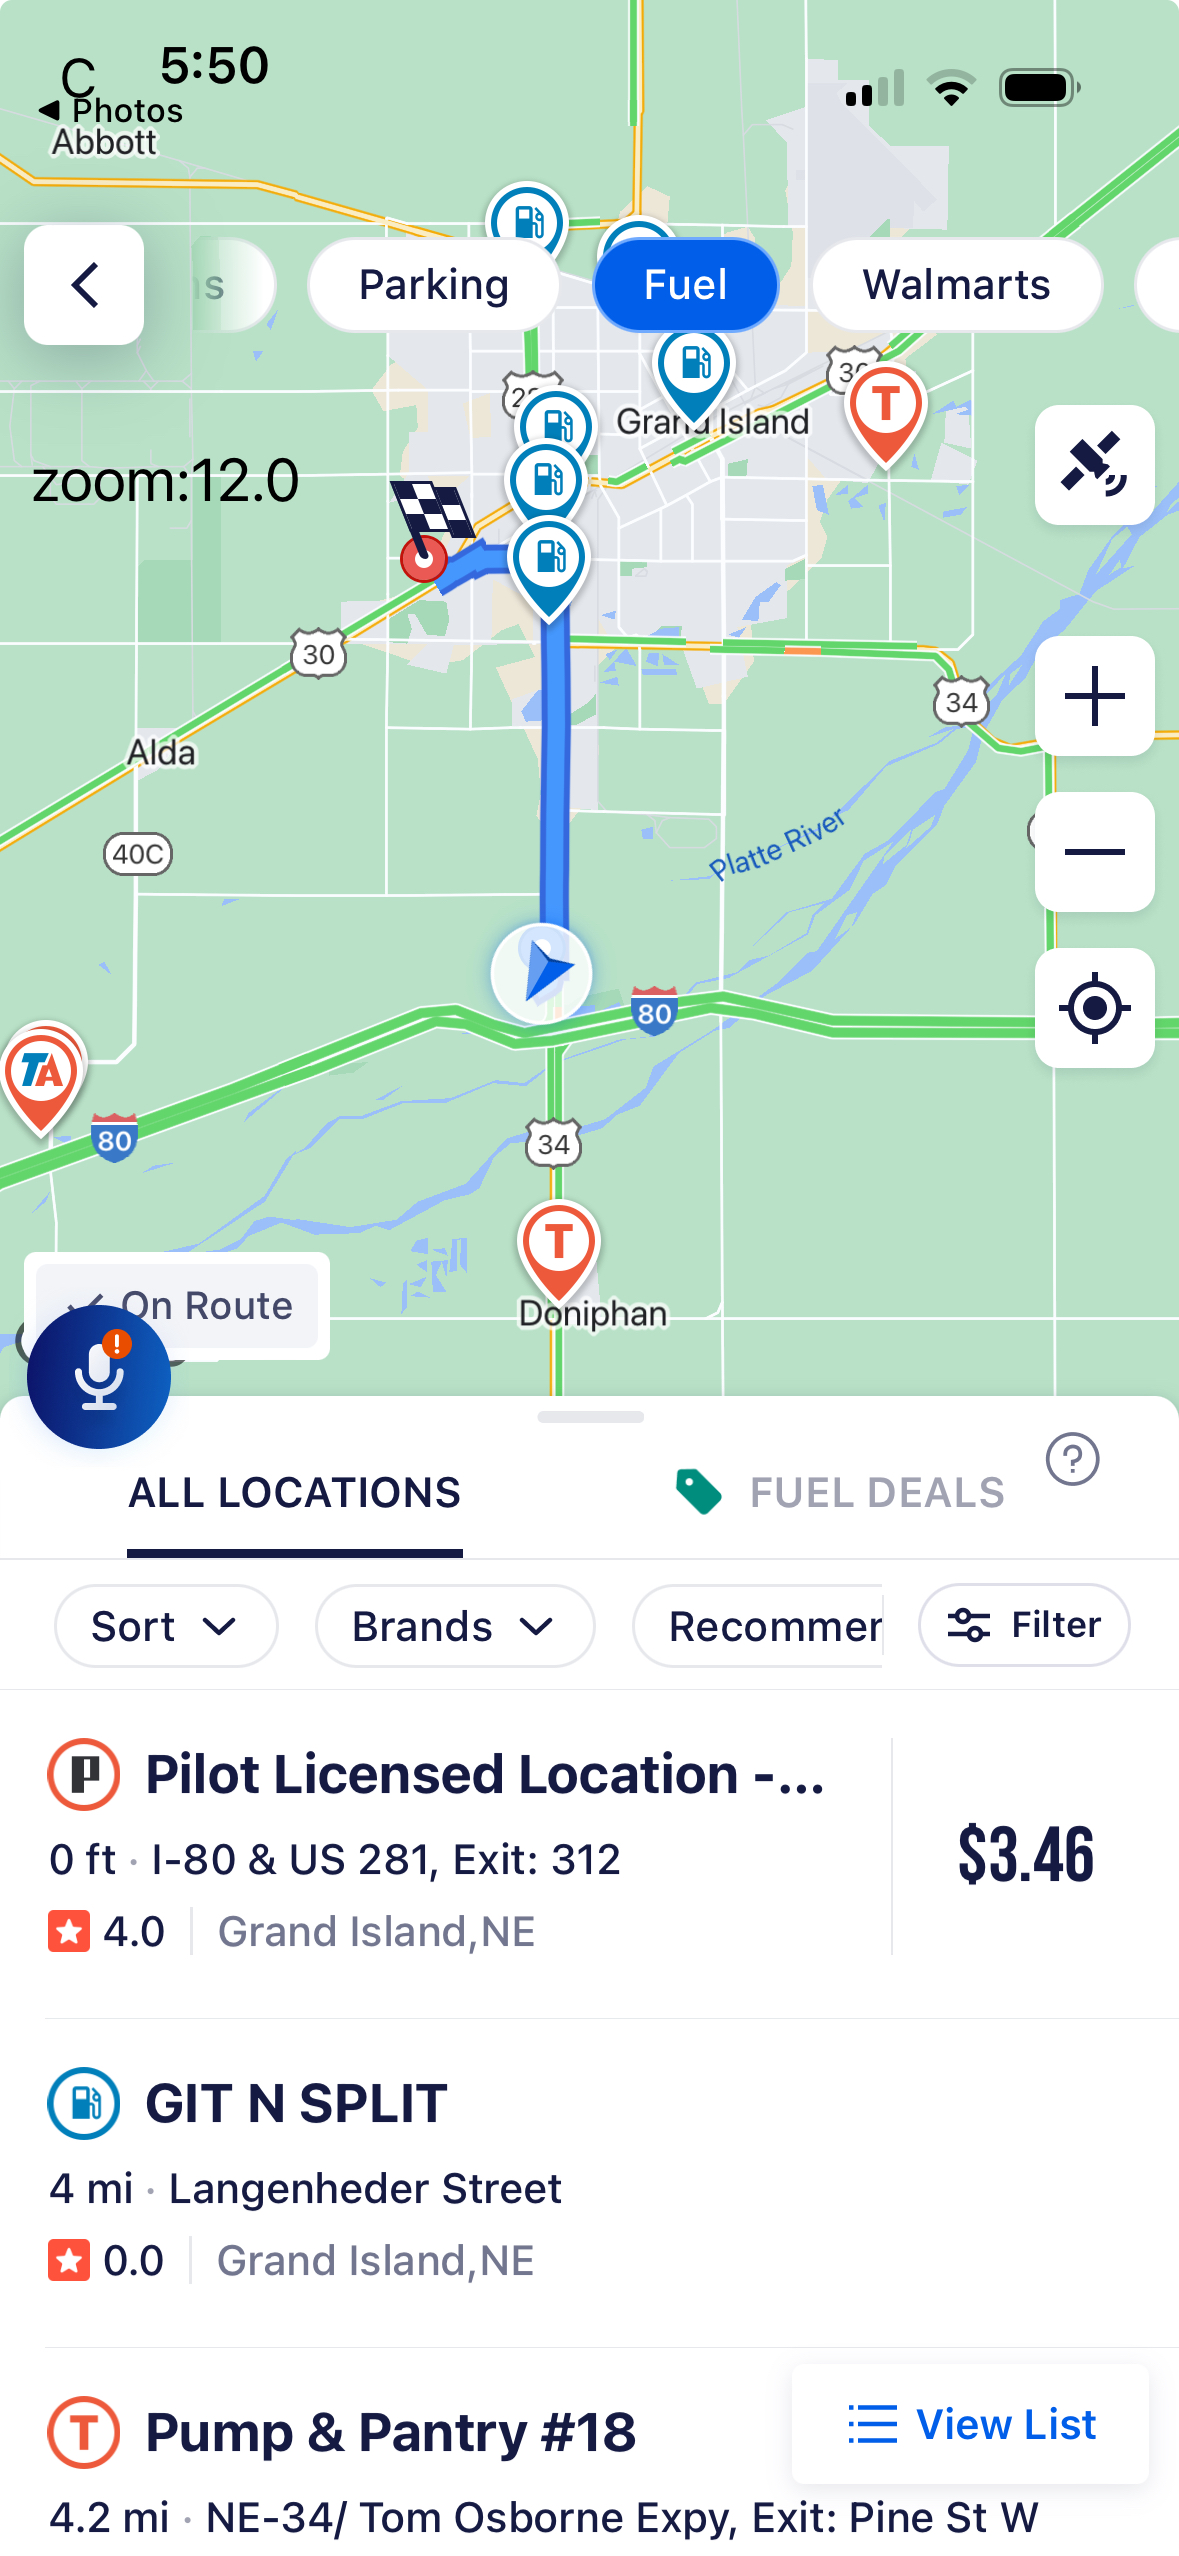 C
5:50
Photos
Abbott
s
Parking
Fuel
Walmarts
30
T
Grand Island
zoom:12.0
30
34
Alda
40C
Platte River
80
TA
80
34
T
Doniphan
On Route
!
ALL LOCATIONS
FUEL DEALS
?
Sort
Brands
Recommer
Filter
Pilot Licensed Location -...
0 ft · I-80 & US 281, Exit: 312
$3.46
4.0
Grand Island,NE
GIT N SPLIT
4 mi · Langenheder Street
0.0
Grand Island,NE
T
Pump & Pantry #18
View List
4.2 mi · NE-34/ Tom Osborne Expy, Exit: Pine St W